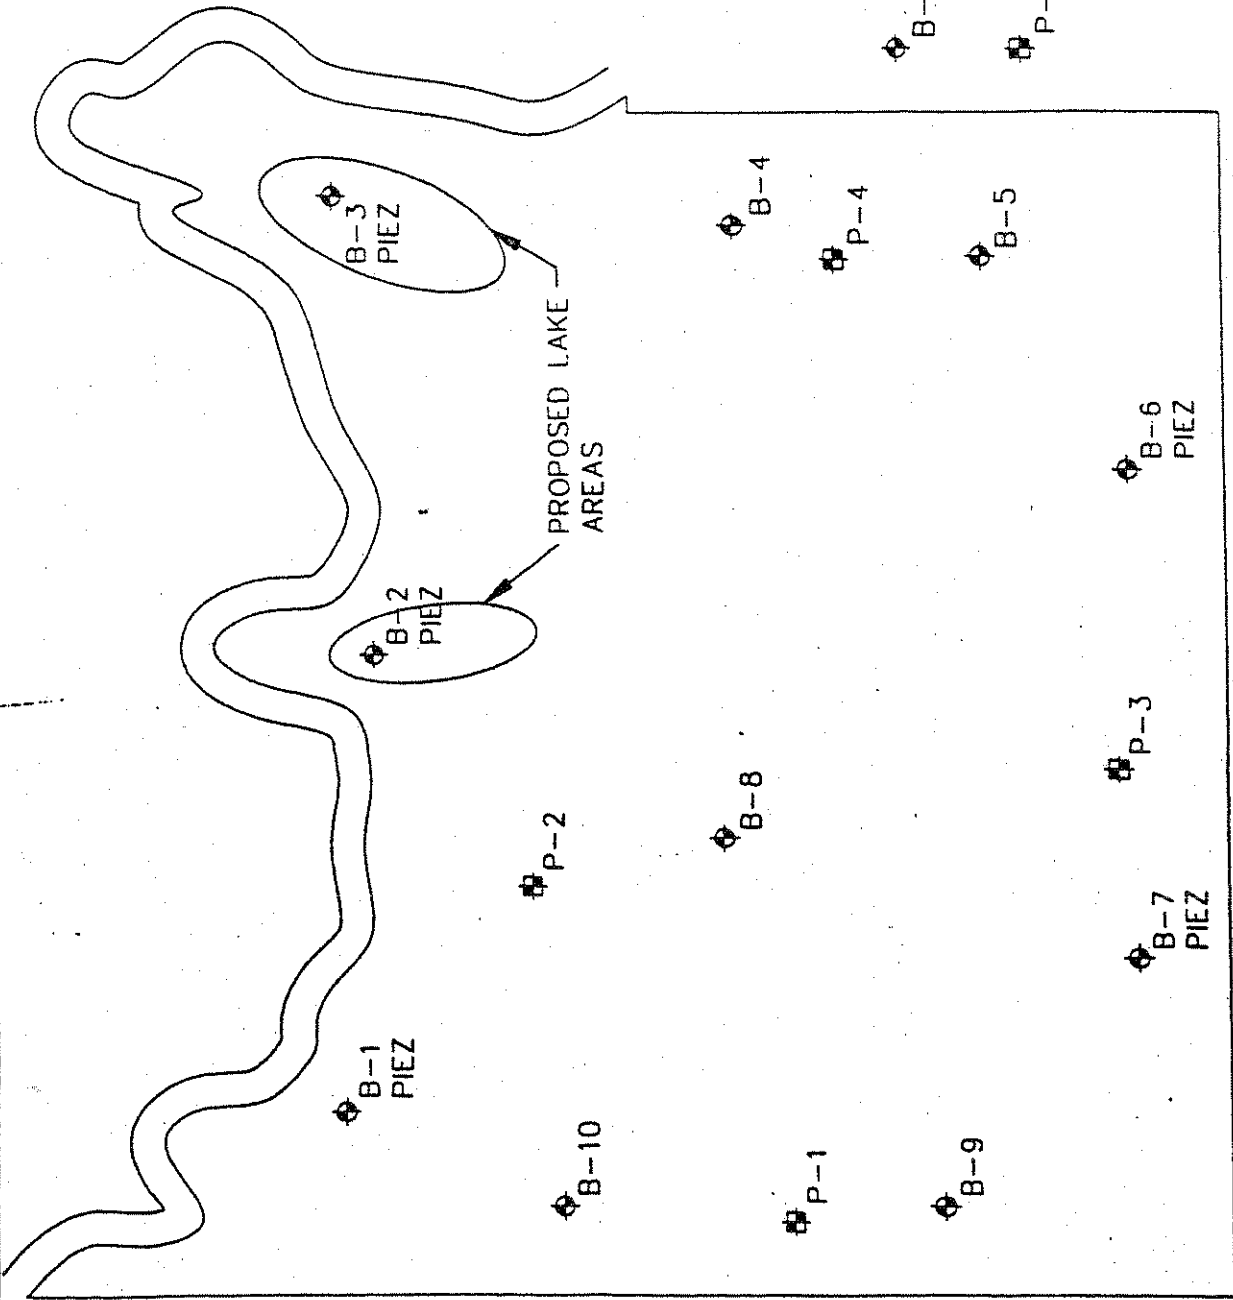 B-
P-
B-3
PIEZ
B-4
P-4
B-5
PROPOSED LAKE
AREAS
B-6
PIEZ
B-2
PIEZ
P-3
B-8
P-2
B-7
PIEZ
B-1
PIEZ
B-10
P-1
B-9